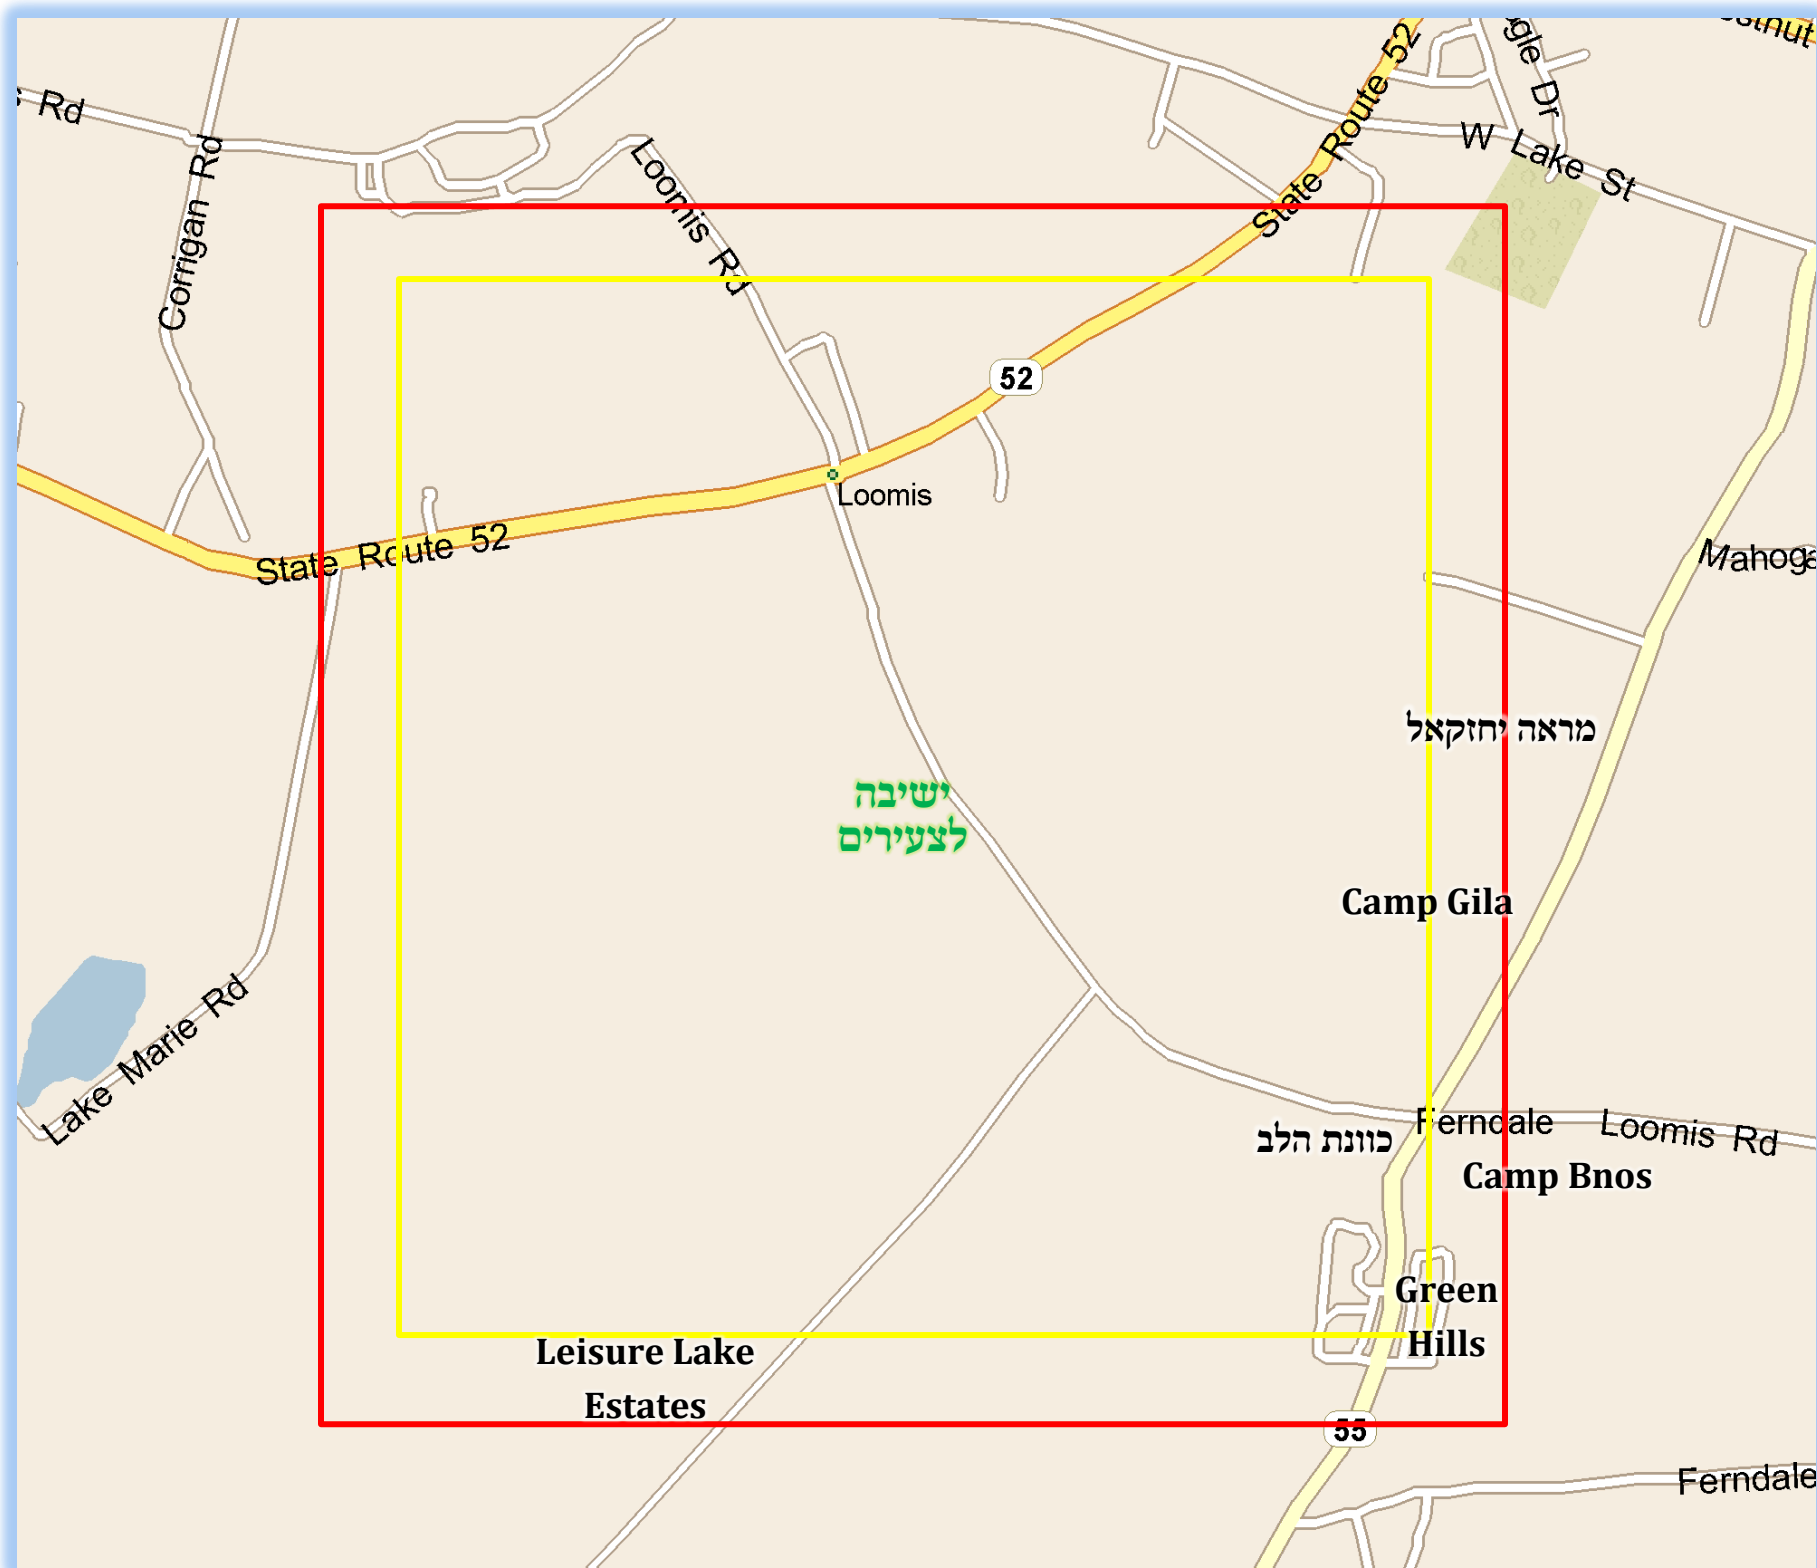 Rd
Corrigan Rd
Loomis Rd
State Route 52
W Lake St
Dr
52
Loomis
State Route 52
מראה יחזקאל
ישיבה
לצעירים
Camp Gila
Lake Marie Rd
Ferndale Loomis Rd
כוונת הלב
Camp Bnos
Green
Hills
Leisure Lake
Estates
55
Ferndale